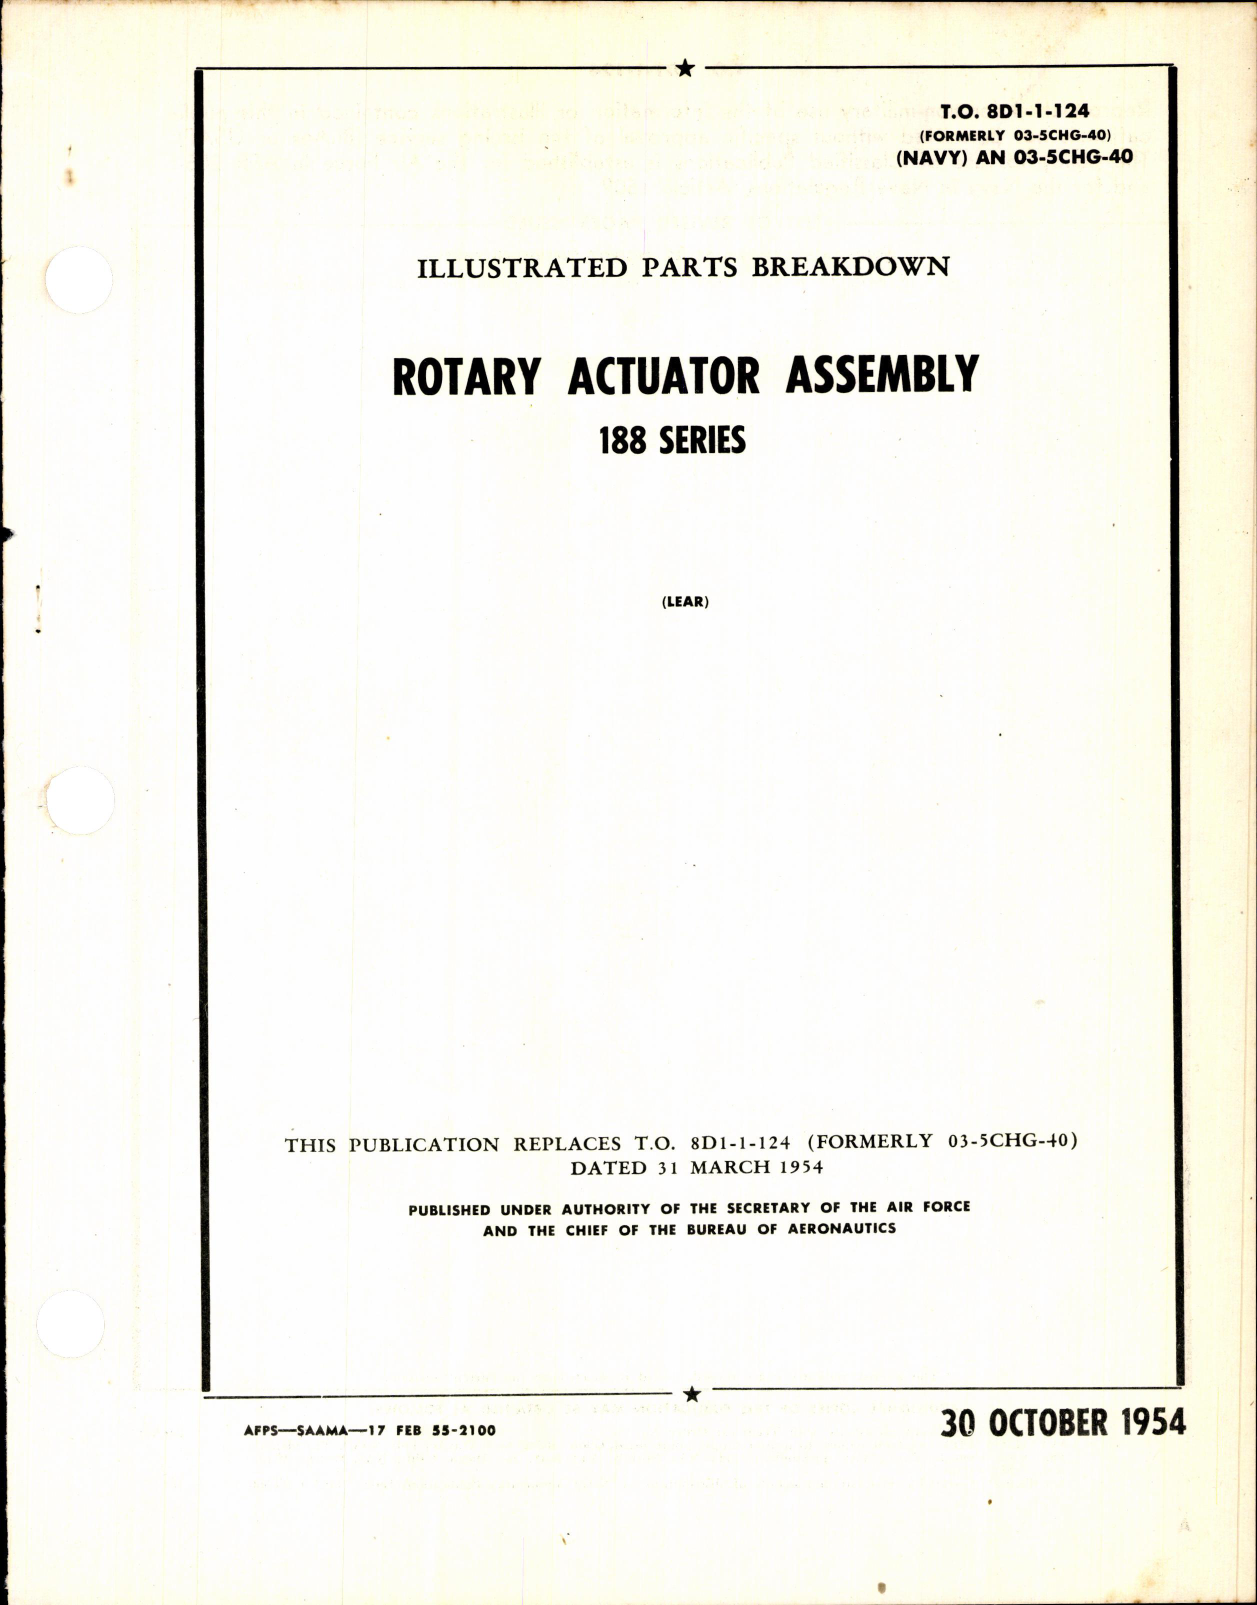 T.O. 8D1-1-124
(FORMERLY 03-5CHG-40)
(NAVY) AN 03-5CHG-40
ILLUSTRATED PARTS BREAKDOWN
ROTARY ACTUATOR ASSEMBLY
188 SERIES
(LEAR)
THIS PUBLICATION REPLACES T.O. 8D1-1-124 (FORMERLY 03-5CHG-40)
DATED 31 MARCH 1954
PUBLISHED UNDER AUTHORITY OF THE SECRETARY OF THE AIR FORCE
AND THE CHIEF OF THE BUREAU OF AERONAUTICS
AFPS—SAAMA—17 FEB 55-2100
30 OCTOBER 1954